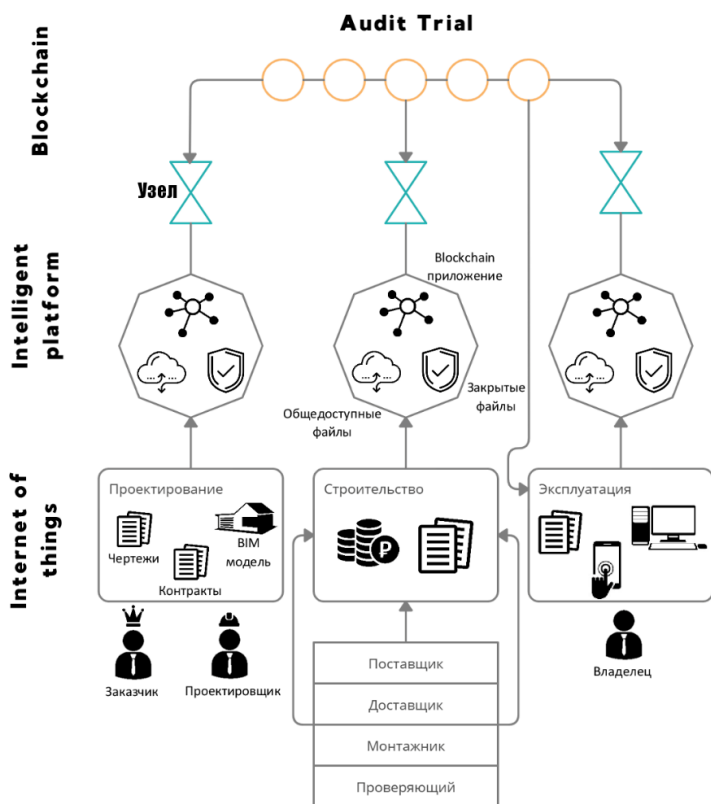 Audit Trial
Blockchain
Узел
Intelligent
platform
Blockchain
приложение
Общедоступные
файлы
Закрытые
файлы
Internet of
things
Проектирование
Чертежи
BIM
модель
Контракты
Строительство
₽
Эксплуатация
Заказчик
Проектировщик
Владелец
Поставщик
Доставщик
Монтажник
Проверяющий